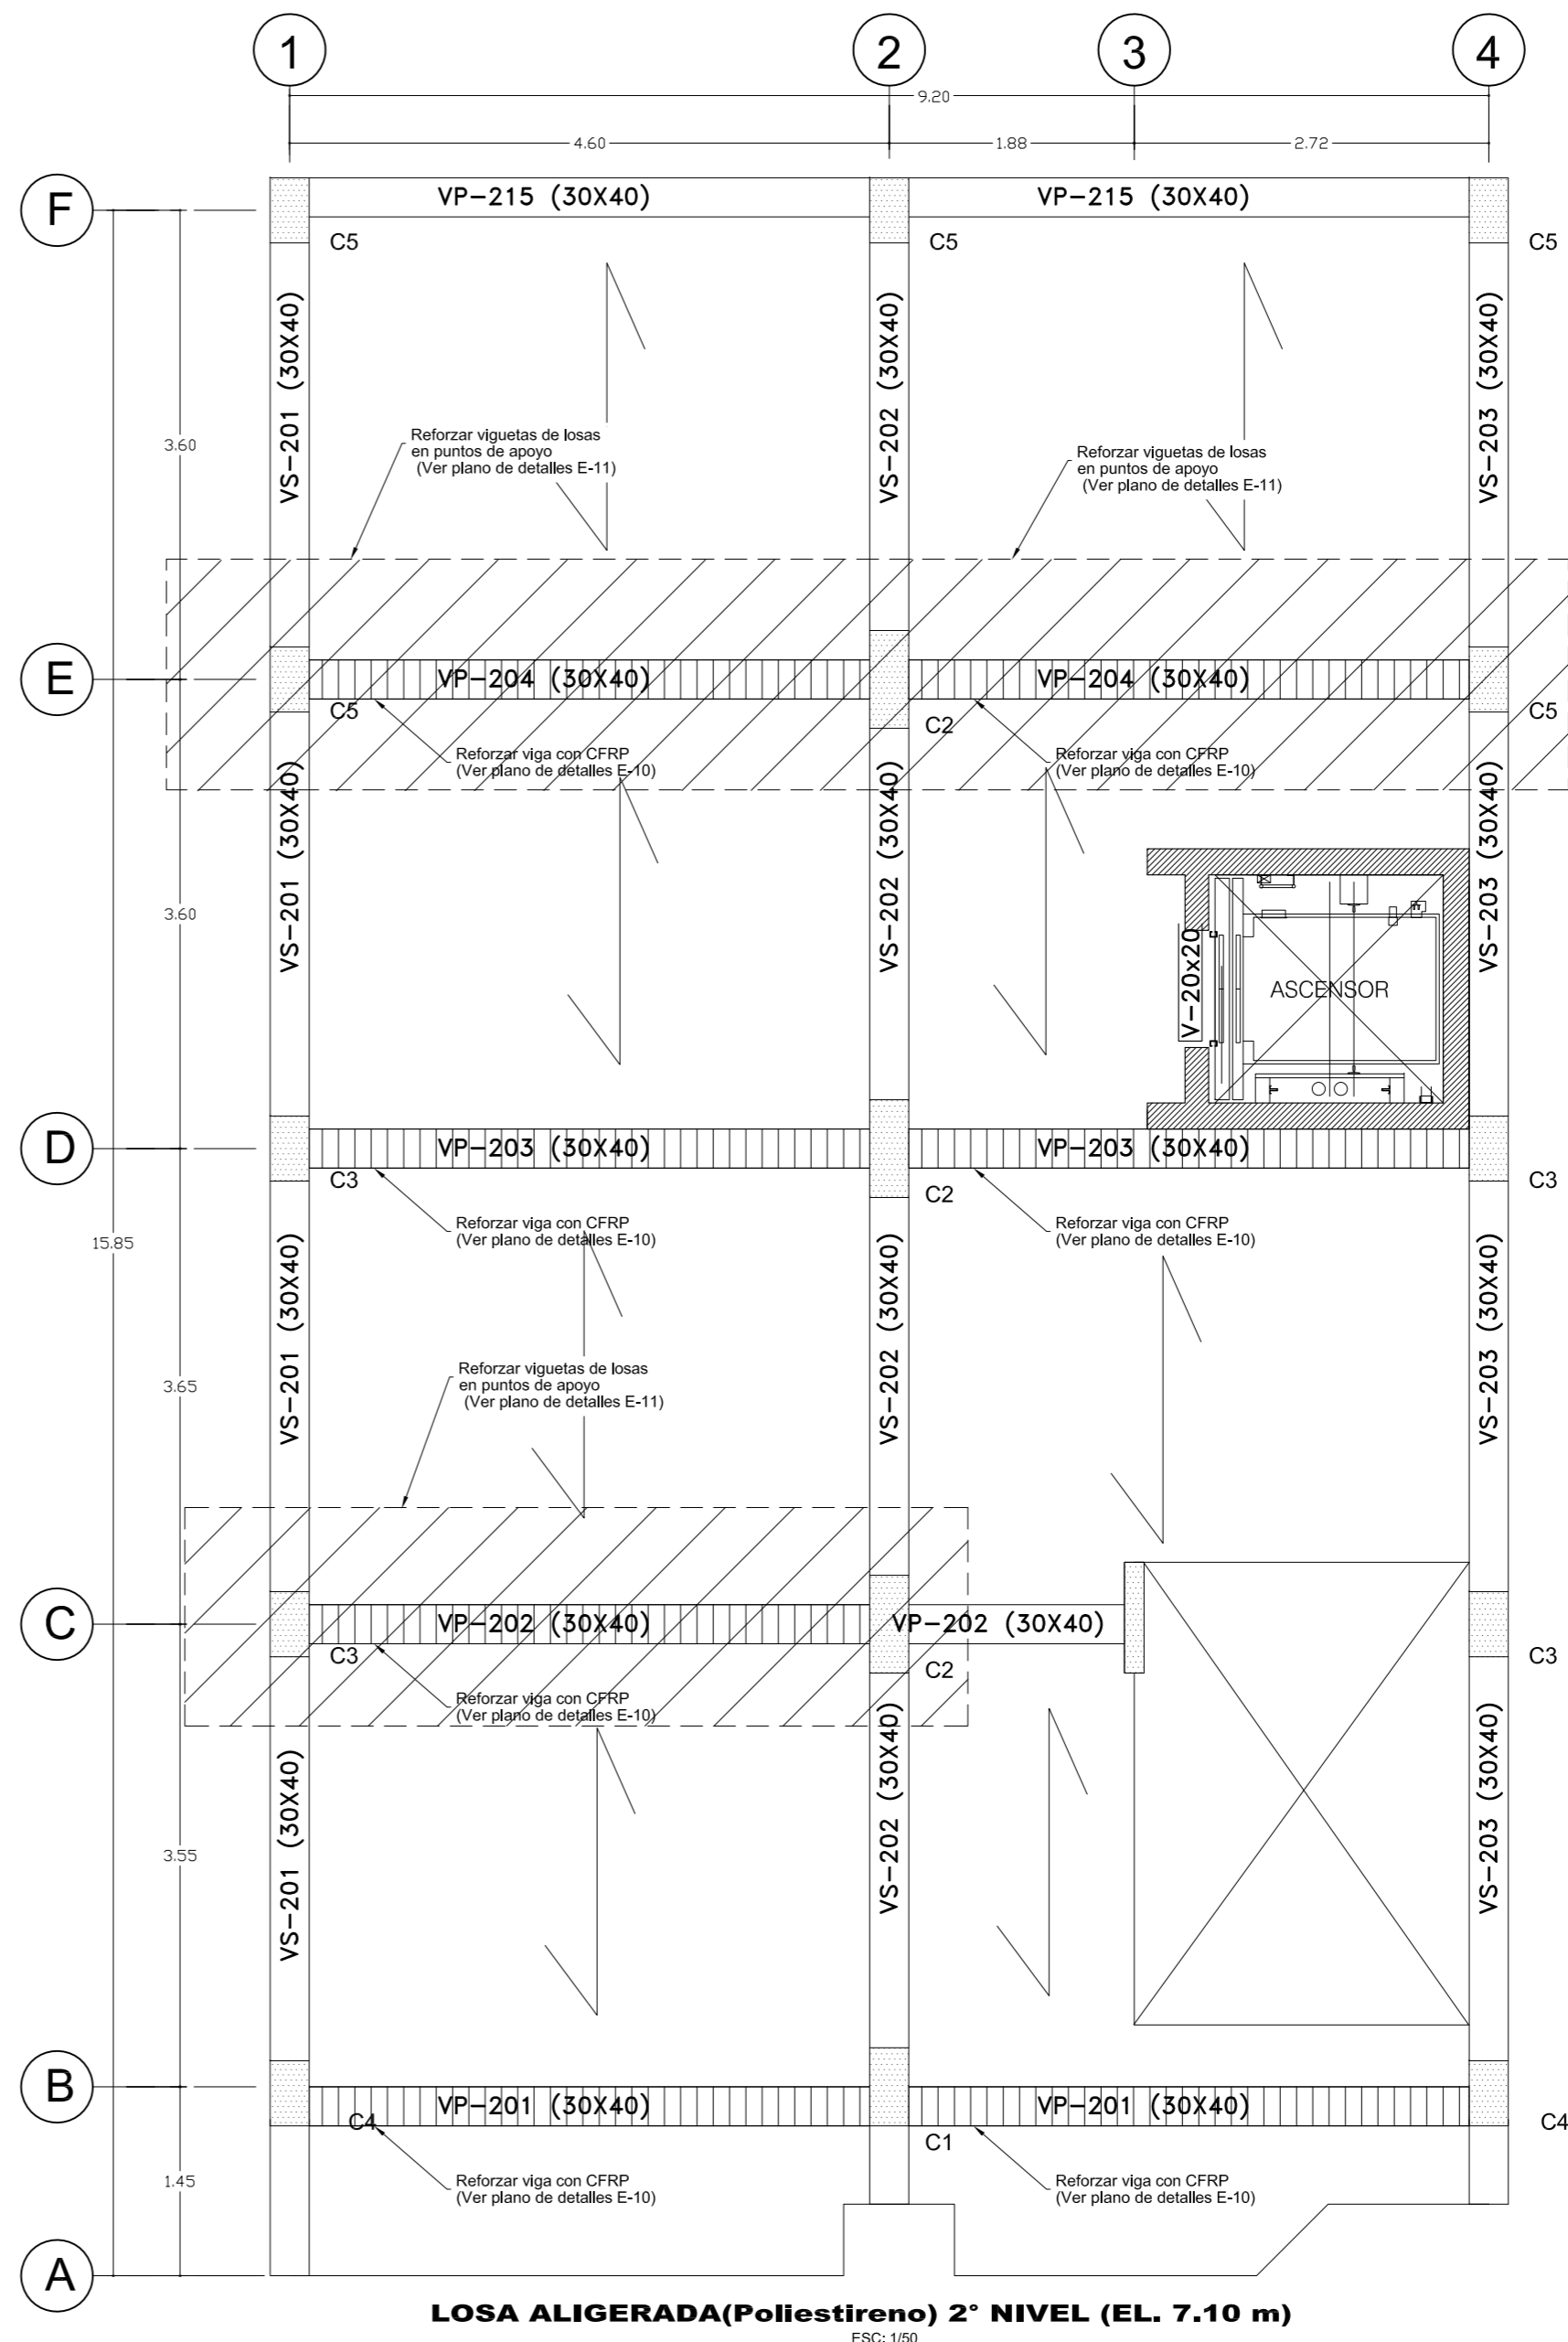 1
2
3
4
9.20
4.60
1.88
2.72
F
VP-215 (30X40)
VP-215 (30X40)
C5
C5
C5
VS-201 (30X40)
VS-202 (30X40)
VS-203 (30X40)
3.60
Reforzar viguetas de losas
en puntos de apoyo
(Ver plano de detalles E-11)
Reforzar viguetas de losas
en puntos de apoyo
(Ver plano de detalles E-11)
E
VP-204 (30X40)
VP-204 (30X40)
C5
C2
C5
Reforzar viga con CFRP
(Ver plano de detalles E-10)
Reforzar viga con CFRP
(Ver plano de detalles E-10)
VS-201 (30X40)
VS-202 (30X40)
VS-203 (30X40)
3.60
V-20x20
ASCENSOR
D
VP-203 (30X40)
VP-203 (30X40)
C3
C2
C3
Reforzar viga con CFRP
(Ver plano de detalles E-10)
Reforzar viga con CFRP
(Ver plano de detalles E-10)
15.85
VS-201 (30X40)
VS-202 (30X40)
VS-203 (30X40)
3.65
Reforzar viguetas de losas
en puntos de apoyo
(Ver plano de detalles E-11)
C
VP-202 (30X40)
VP-202 (30X40)
C3
C2
C3
Reforzar viga con CFRP
(Ver plano de detalles E-10)
VS-201 (30X40)
VS-202 (30X40)
VS-203 (30X40)
3.55
B
VP-201 (30X40)
VP-201 (30X40)
C4
C1
C4
Reforzar viga con CFRP
(Ver plano de detalles E-10)
Reforzar viga con CFRP
(Ver plano de detalles E-10)
1.45
A
LOSA ALIGERADA(Poliestireno) 2° NIVEL (EL. 7.10 m)
ESC: 1/50